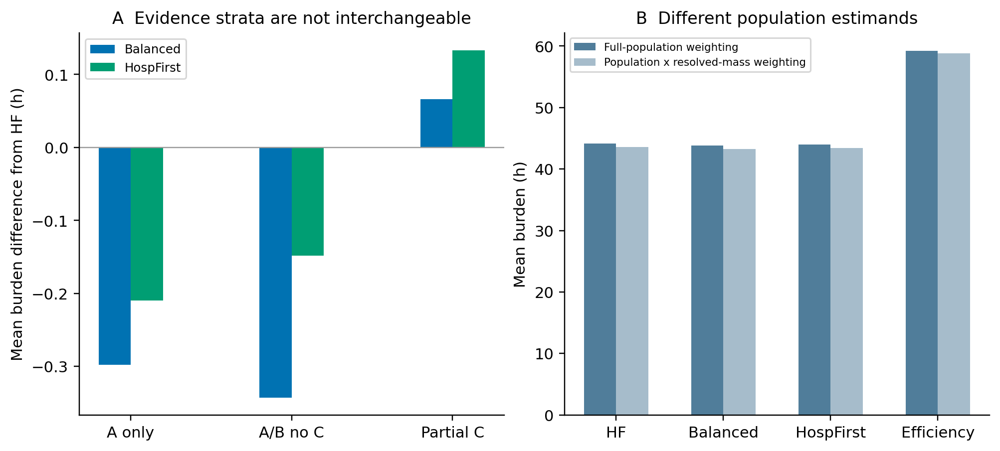 A  Evidence strata are not interchangeable
Balanced
HospFirst
Mean burden difference from HF (h)
0.1
0.0
−0.1
−0.2
−0.3
A only
A/B no C
Partial C
B  Different population estimands
Full-population weighting
Population x resolved-mass weighting
Mean burden (h)
60
50
40
30
20
10
0
HF
Balanced
HospFirst
Efficiency